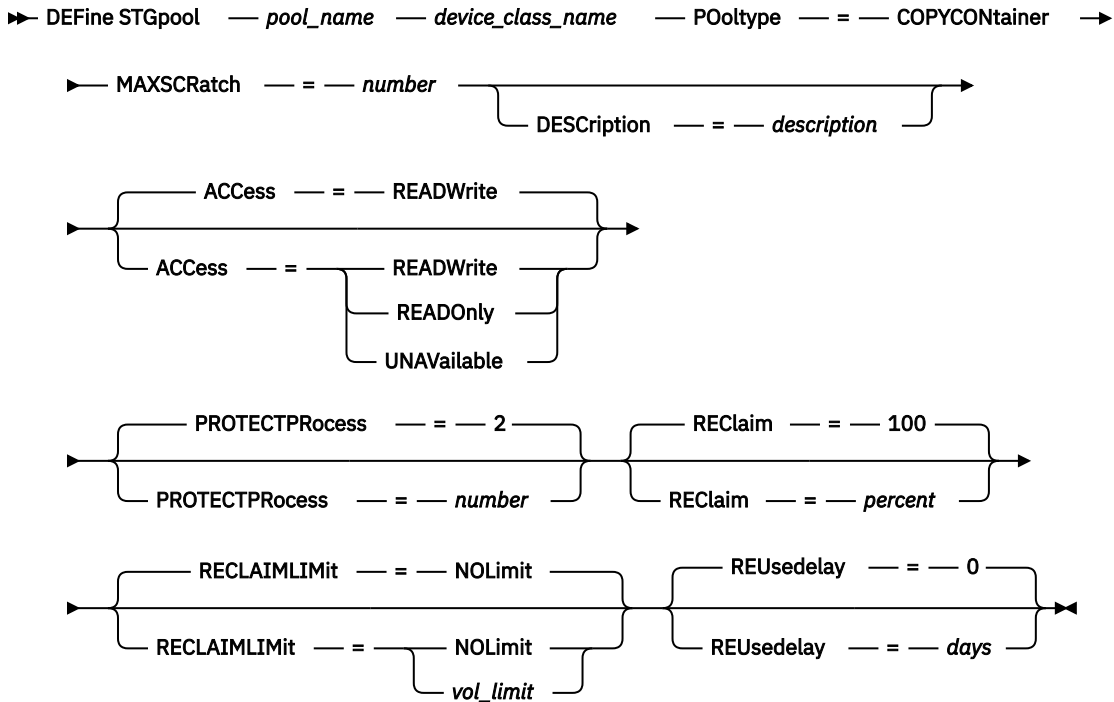 DEFine STGpool pool_name device_class_name POoltype = COPYCONtainer
MAXSCRatch = number
DESCription = description
ACCess = READWrite
ACCess = READWrite
READOnly
UNAVailable
PROTECTPRocess = 2 REClaim = 100
PROTECTPRocess = number REClaim = percent
RECLAIMLIMit = NOLimit REUsedelay = 0
RECLAIMLIMit = NOLimit REUsedelay = days
vol_limit